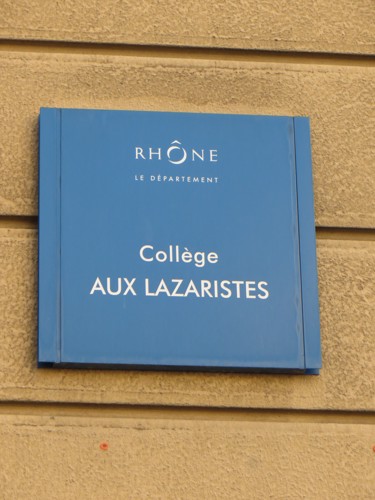 RHÔNE
LE DÉPARTEMENT
Collège
AUX LAZARISTES